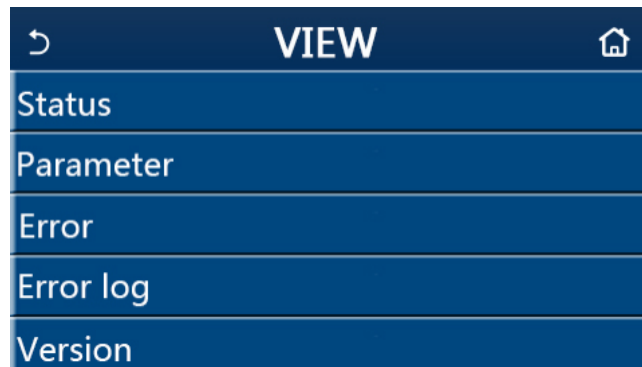 VIEW
Status
Parameter
Error
Error log
Version